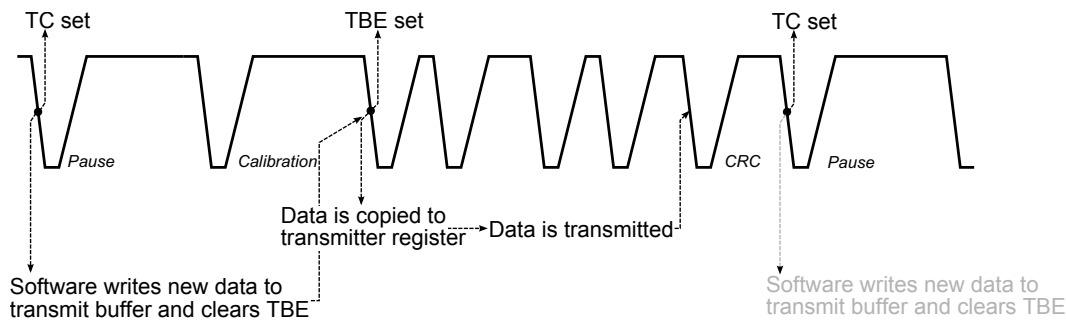 TC set
TBE set
TC set
Pause
Calibration
CRC
Pause
Data is copied to
transmitter register
Data is transmitted
Software writes new data to
transmit buffer and clears TBE
Software writes new data to
transmit buffer and clears TBE